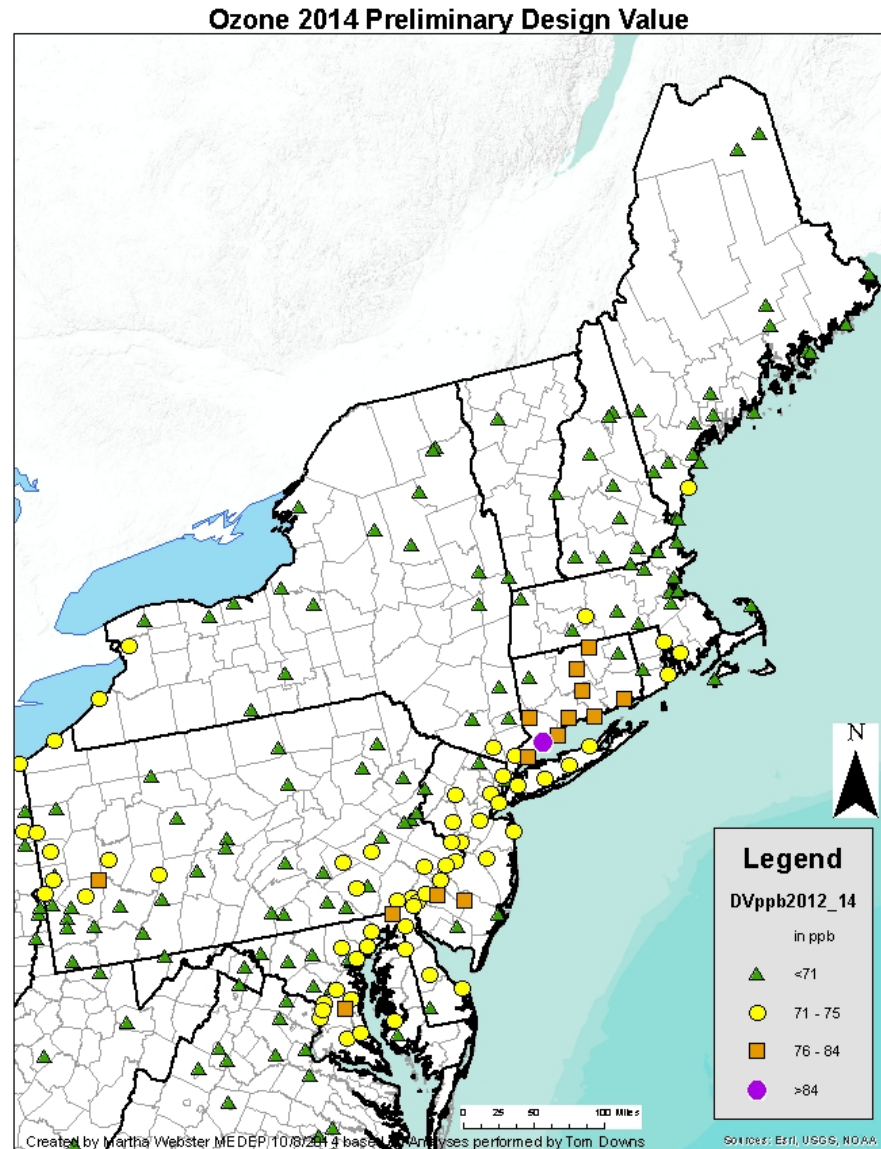 Ozone 2014 Preliminary Design Value
N
Legend
DVppb2012_14
in ppb
<71
71 - 75
76 - 84
>84
0 25 50 100 Miles
Created by Martha Webster MEDEP 10/8/2014 based Analyses performed by Tom Downs
Sources: Esri, USGS, NOAA